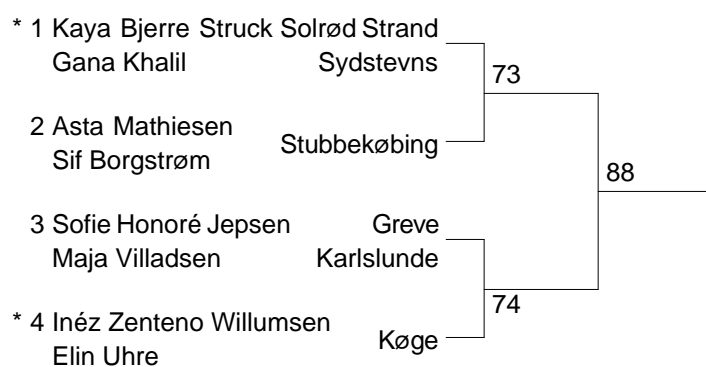 * 1 Kaya Bjerre Struck Solrød Strand
Gana Khalil Sydstevns
73
2 Asta Mathiesen
Stubbekøbing
Sif Borgstrøm
88
3 Sofie Honoré Jepsen Greve
Maja Villadsen Karlslunde
74
* 4 Inéz Zenteno Willumsen
Køge
Elin Uhre